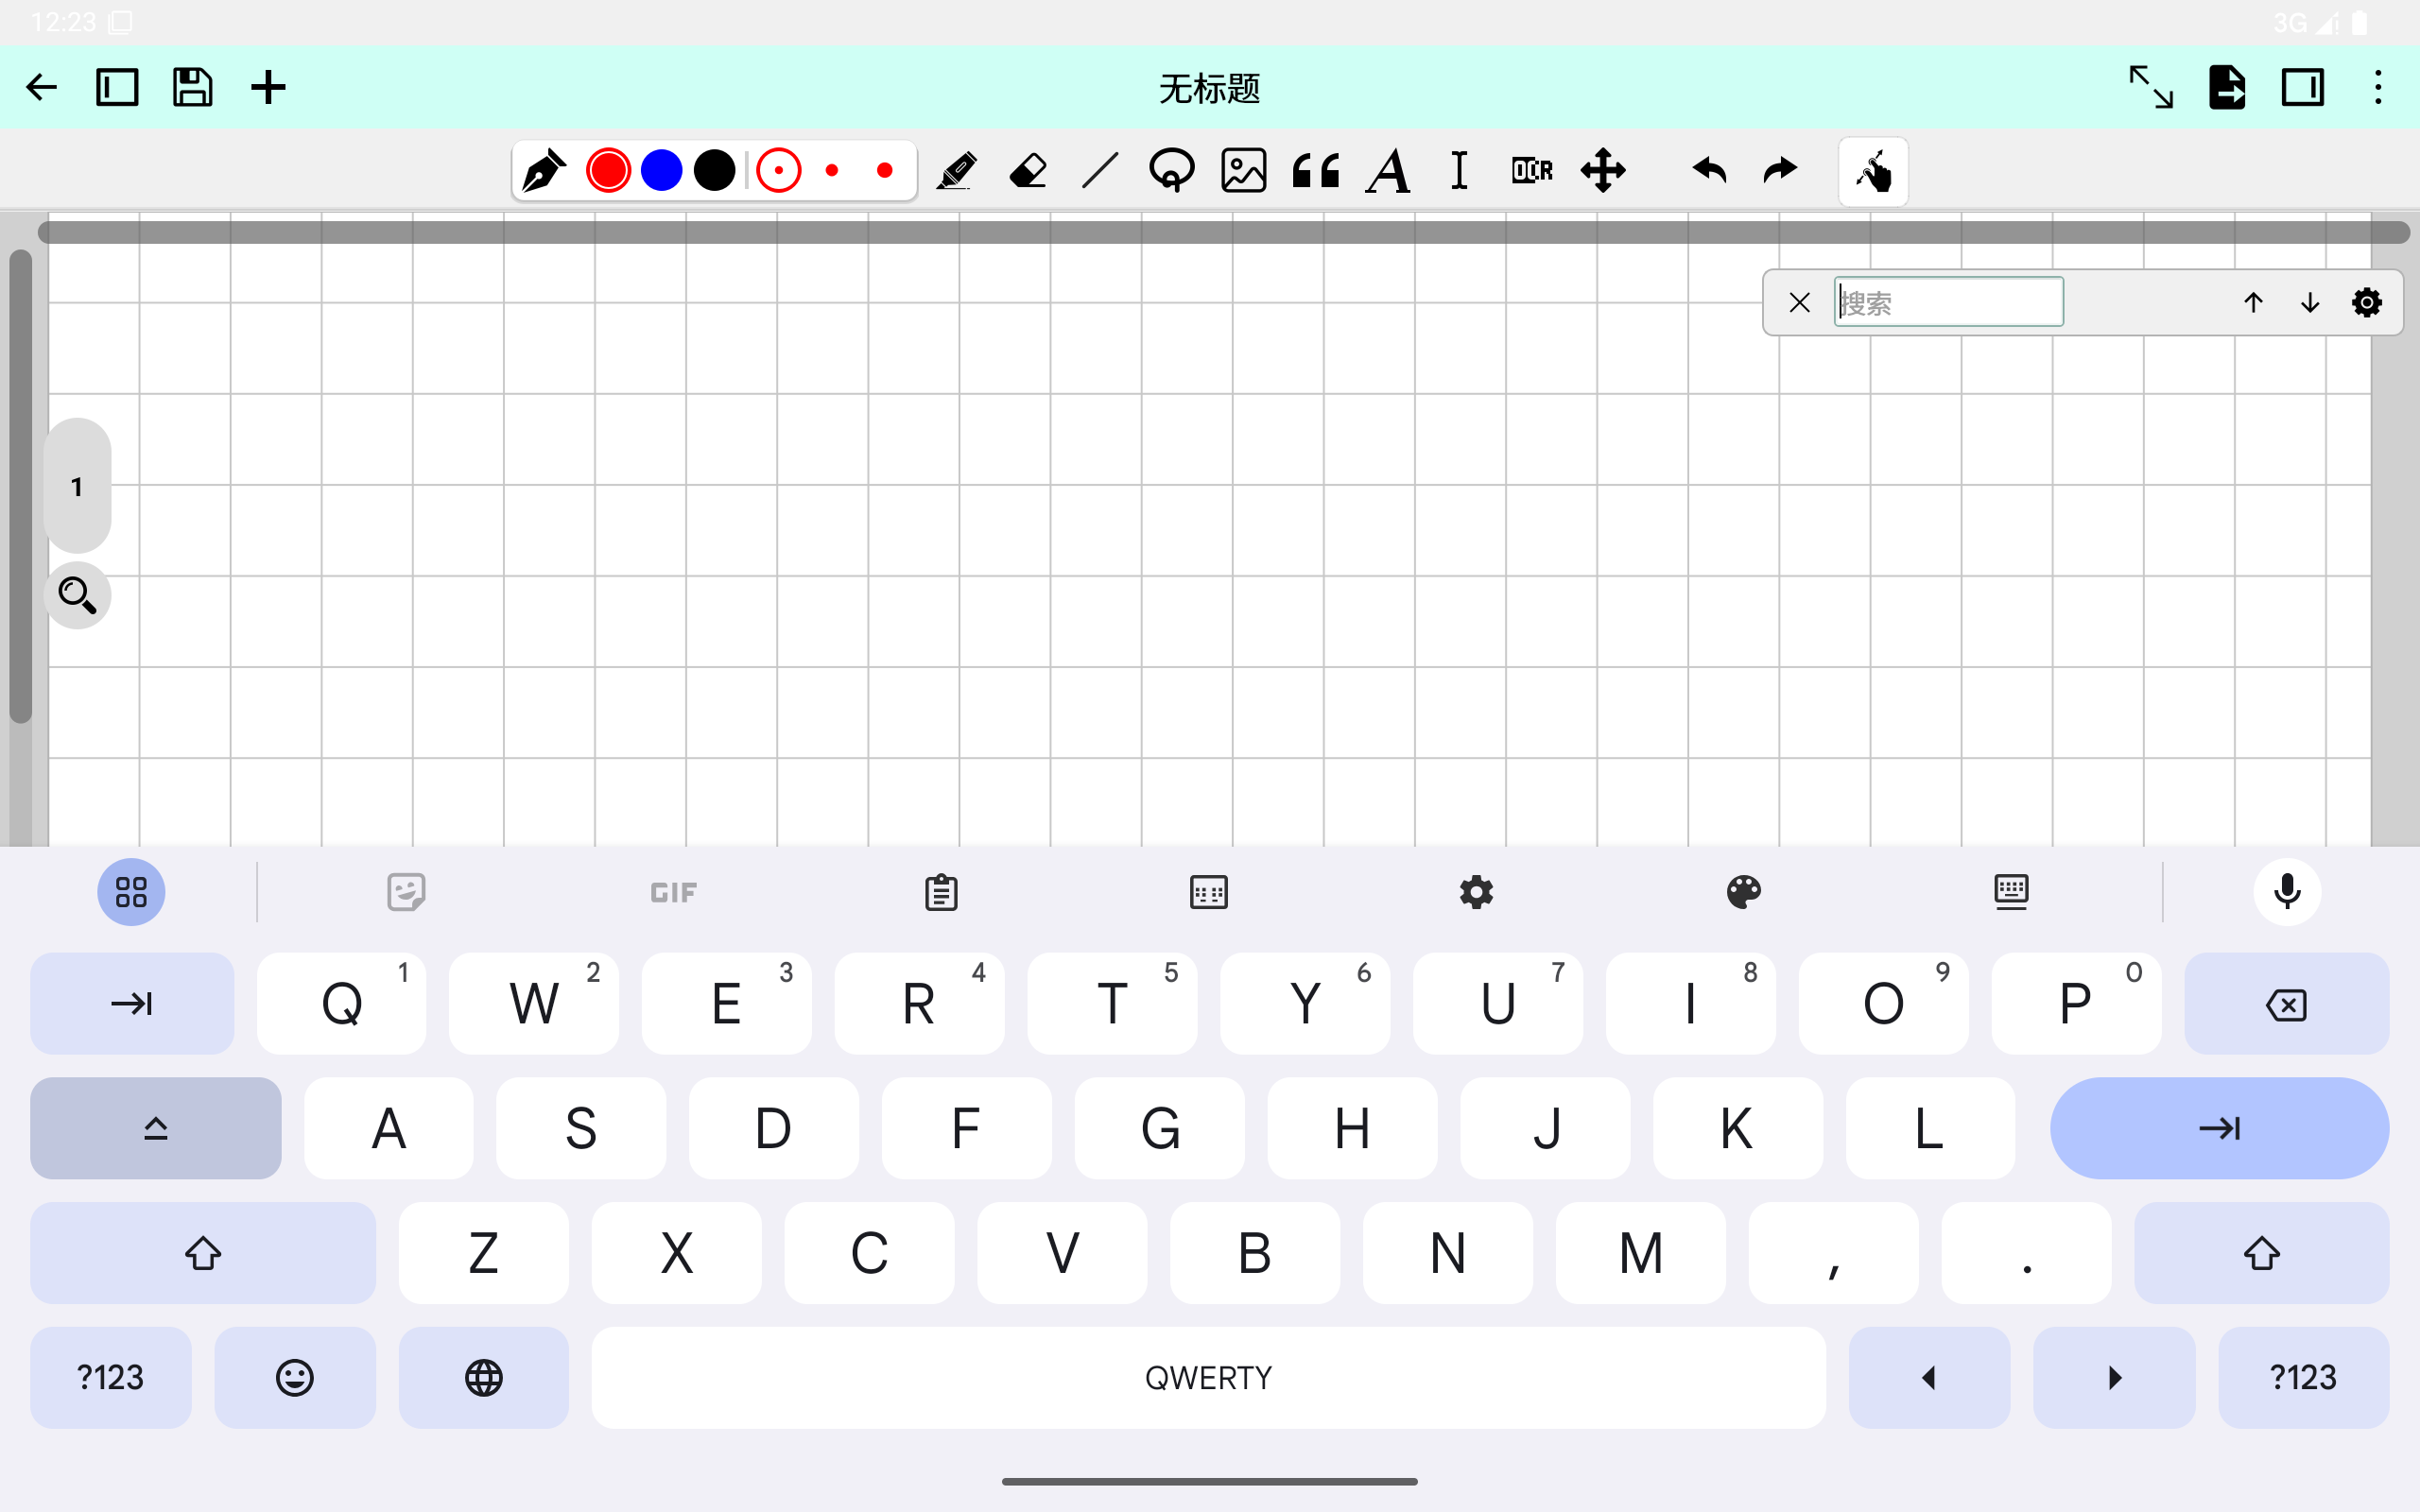 12:23
3G
无标题
OCR
搜索
1
GIF
Q 1 W 2 E 3 R 4 T 5 Y 6 U 7 I 8 O 9 P 0
A S D F G H J K L
Z X C V B N M , .
?123 QWERTY ?123